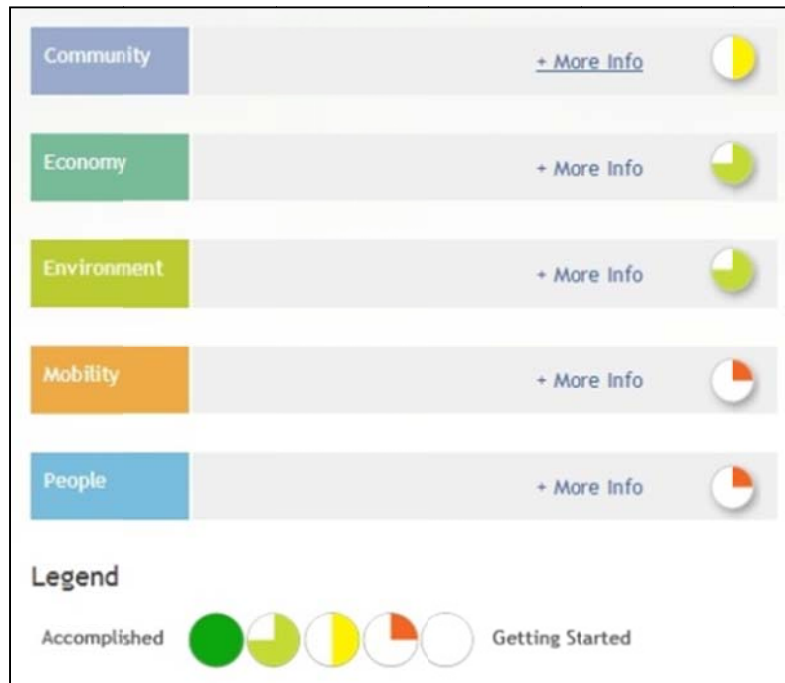 Community + More Info
Economy + More Info
Environment + More Info
Mobility + More Info
People + More Info
Legend
Accomplished Getting Started